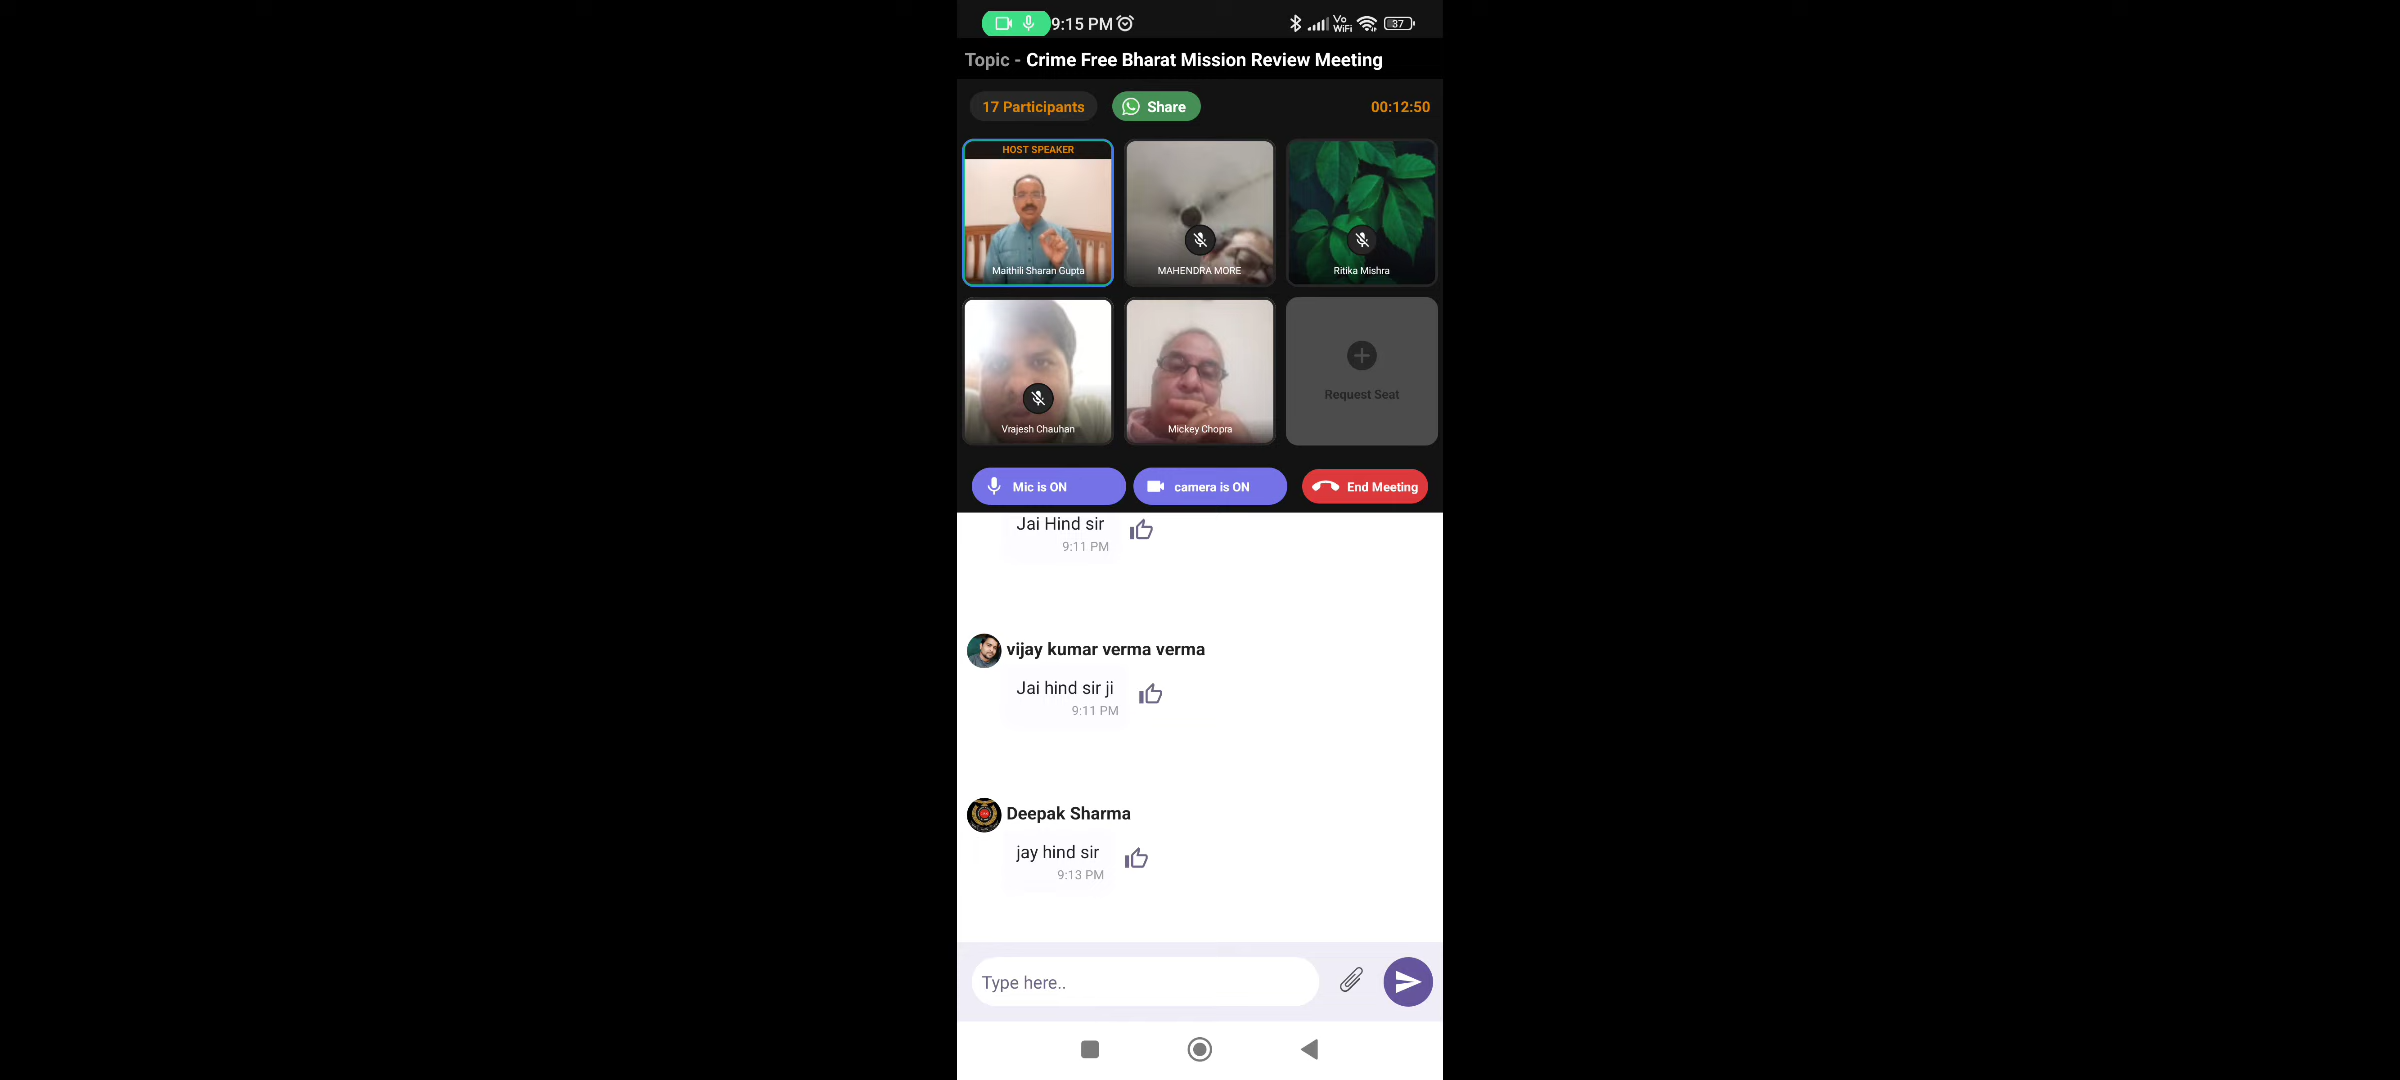 9:15 PM
Vo WiFi
37
Topic - Crime Free Bharat Mission Review Meeting
17 Participants
Share
00:12:50
HOST SPEAKER
Maithili Sharan Gupta
MAHENDRA MORE
Ritika Mishra
Vrajesh Chauhan
Mickey Chopra
Request Seat
Mic is ON
camera is ON
End Meeting
Jai Hind sir
9:11 PM
vijay kumar verma verma
Jai hind sir ji
9:11 PM
Deepak Sharma
jay hind sir
9:13 PM
Type here..